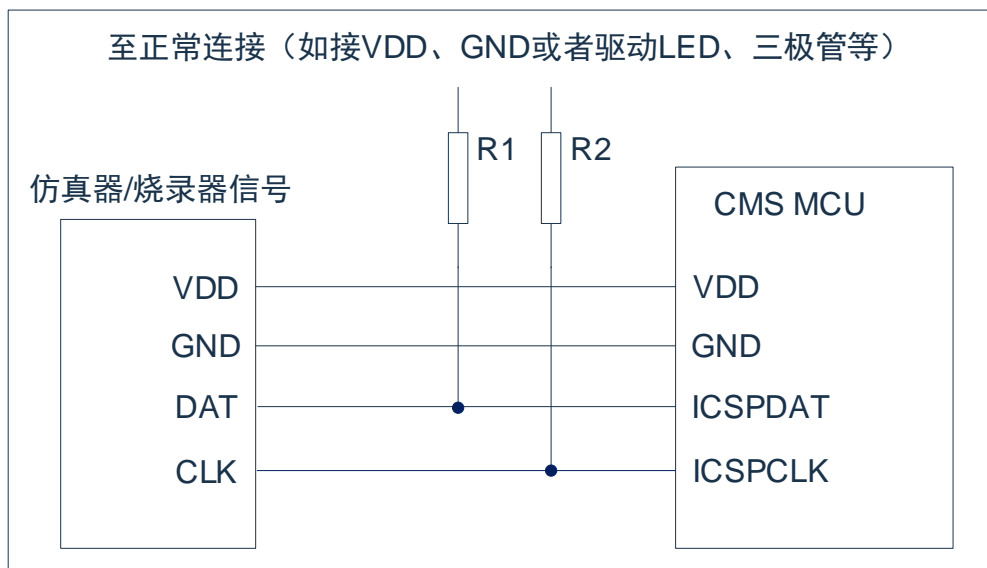 至正常连接（如接VDD、GND或者驱动LED、三极管等）
R1
R2
仿真器/烧录器信号
CMS MCU
VDD
VDD
GND
GND
DAT
ICSPDAT
CLK
ICSPCLK